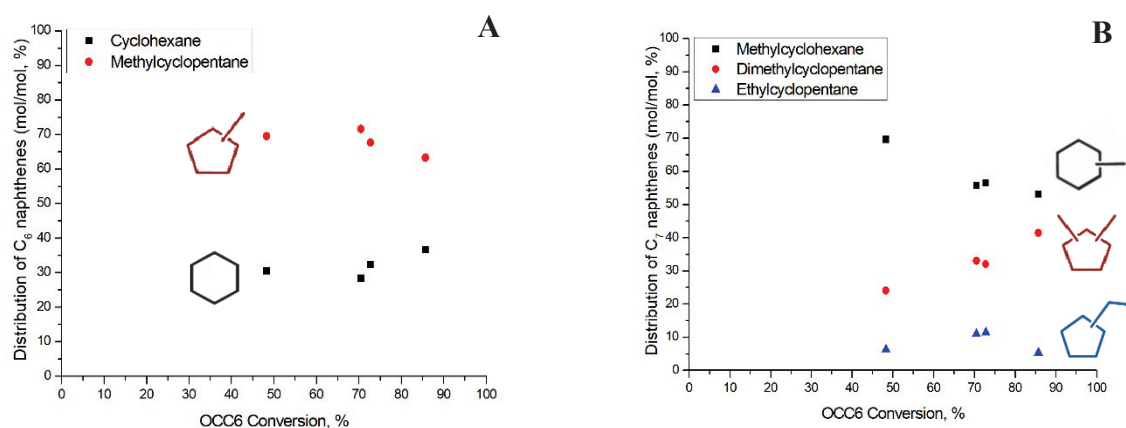 A
Cyclohexane
Methylcyclopentane
Distribution of C₆ naphthenes (mol/mol, %)
100
90
80
70
60
50
40
30
20
10
0
0 10 20 30 40 50 60 70 80 90 100
OCC6 Conversion, %
B
Methylcyclohexane
Dimethylcyclopentane
Ethylcyclopentane
Distribution of C₇ naphthenes (mol/mol, %)
100
90
80
70
60
50
40
30
20
10
0
0 10 20 30 40 50 60 70 80 90 100
OCC6 Conversion, %